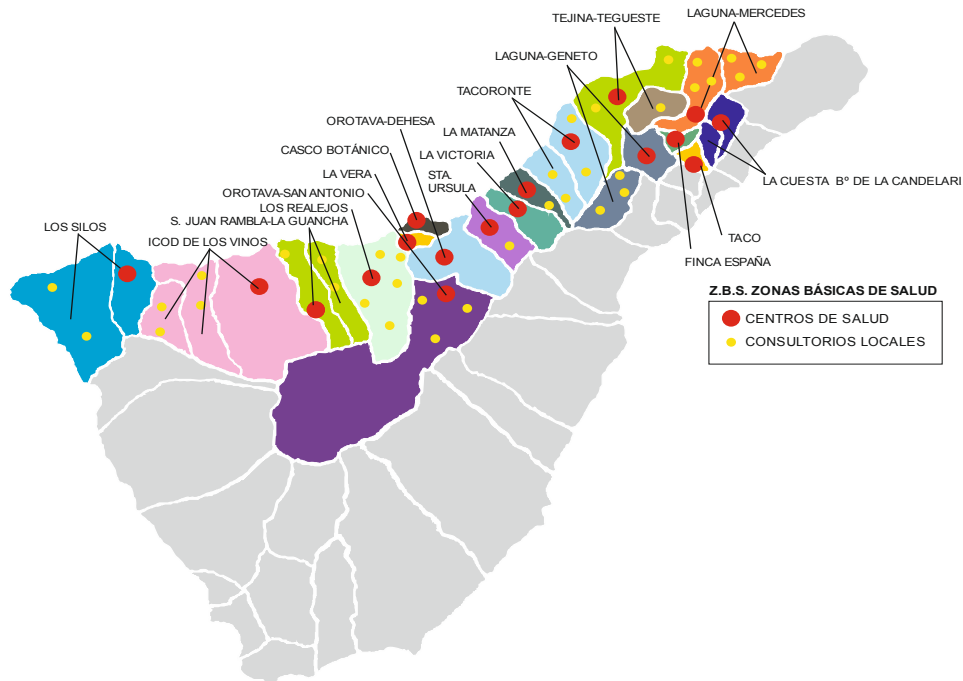 TEJINA-TEGUESTE
LAGUNA-MERCEDES
LAGUNA-GENETO
TACORONTE
OROTAVA-DEHESA
LA MATANZA
CASCO BOTÁNICO
LA VICTORIA
LA VERA
STA.
URSULA
OROTAVA-SAN ANTONIO
LOS REALEJOS
S. JUAN RAMBLA-LA GUANCHA
LOS SILOS
ICOD DE LOS VINOS
LA CUESTA Bº DE LA CANDELARI
TACO
FINCA ESPAÑA
Z.B.S. ZONAS BÁSICAS DE SALUD
CENTROS DE SALUD
CONSULTORIOS LOCALES